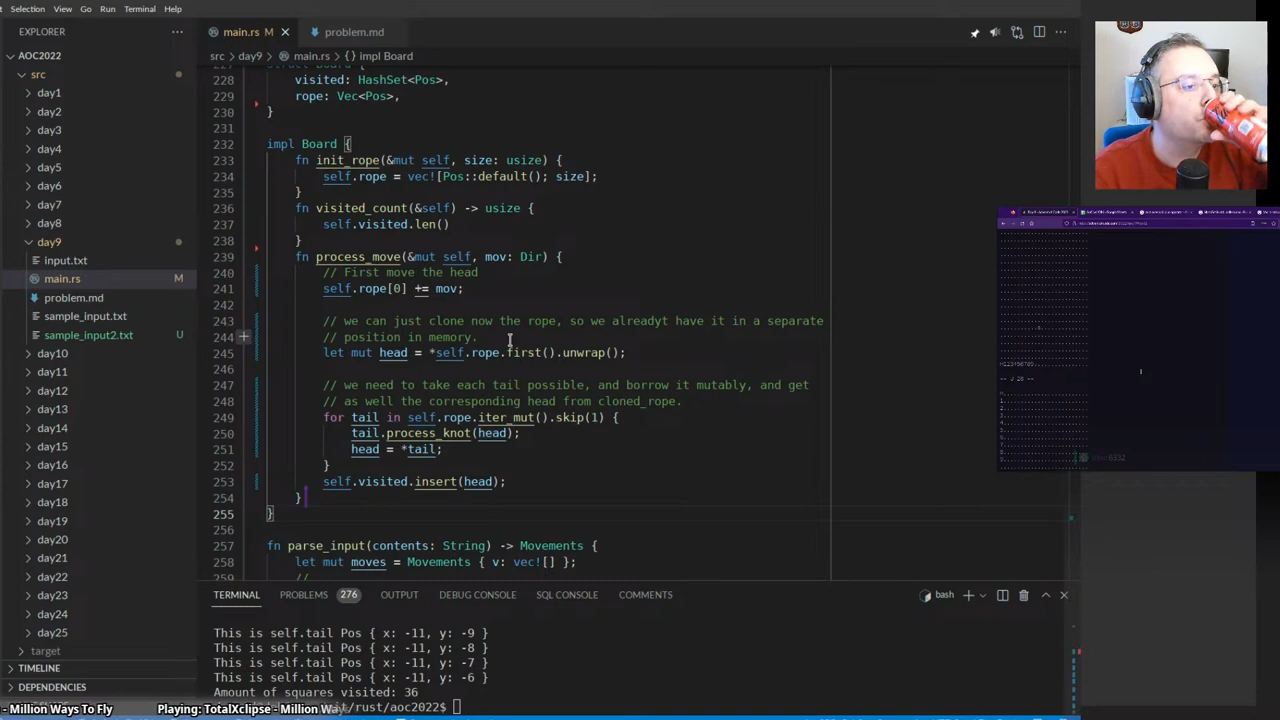 Selection View Go Run Terminal Help
EXPLORER
AOC2022
src
day1
day2
day3
day4
day5
day6
day7
day8
day9
input.txt
main.rs M
problem.md
sample_input.txt
sample_input2.txt U
day10
day11
day12
day13
day14
day15
day16
day17
day18
day19
day20
day21
day22
day23
day24
day25
target
TIMELINE
DEPENDENCIES
main.rs M problem.md
src > day9 > main.rs > {} impl Board
228 visited: HashSet<Pos>,
229 rope: Vec<Pos>,
230 }
231
232 impl Board {
233 fn init_rope(&mut self, size: usize) {
234 self.rope = vec![Pos::default(); size];
235 }
236 fn visited_count(&self) -> usize {
237 self.visited.len()
238 }
239 fn process_move(&mut self, mov: Dir) {
240 // First move the head
241 self.rope[0] += mov;
242
243 // we can just clone now the rope, so we alreadyt have it in a separate
244 // position in memory.
245 let mut head = *self.rope.first().unwrap();
246
247 // we need to take each tail possible, and borrow it mutably, and get
248 // as well the corresponding head from cloned_rope.
249 for tail in self.rope.iter_mut().skip(1) {
250 tail.process_knot(head);
251 head = *tail;
252 }
253 self.visited.insert(head);
254 }
255 }
256
257 fn parse_input(contents: String) -> Movements {
258 let mut moves = Movements { v: vec![] };
259 //
TERMINAL PROBLEMS 276 OUTPUT DEBUG CONSOLE SQL CONSOLE COMMENTS
bash
This is self.tail Pos { x: -11, y: -9 }
This is self.tail Pos { x: -11, y: -8 }
This is self.tail Pos { x: -11, y: -7 }
This is self.tail Pos { x: -11, y: -6 }
Amount of squares visited: 36
it/rust/aoc2022$
- Million Ways To Fly Playing: TotalXclipse - Million Way